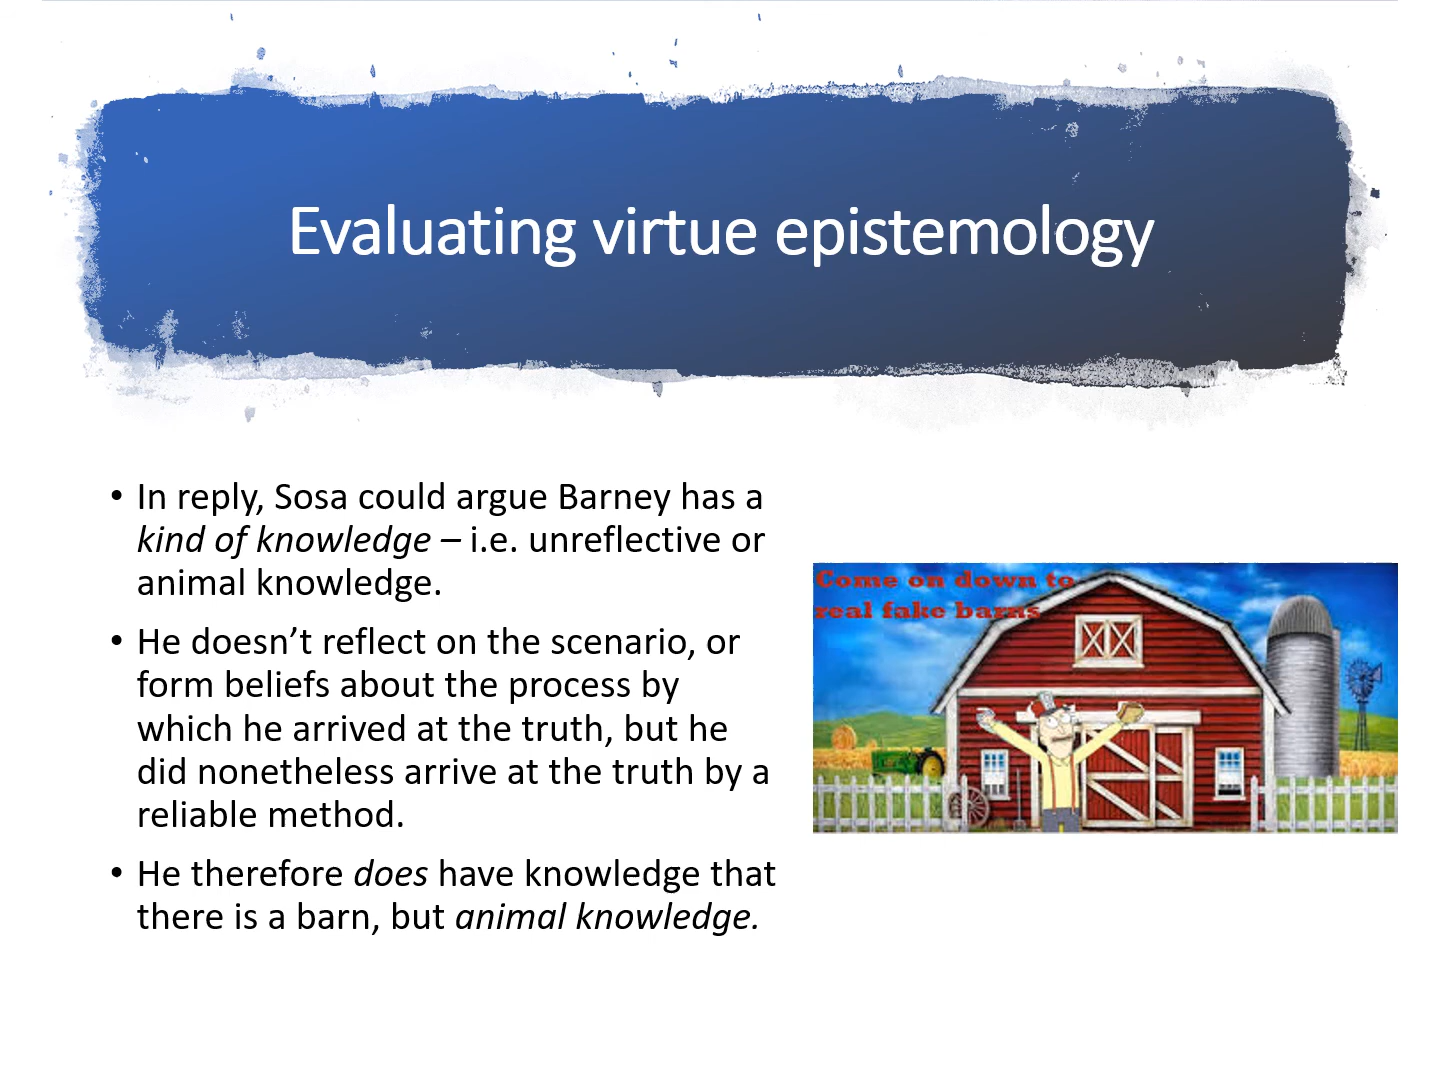 Evaluating virtue epistemology
• In reply, Sosa could argue Barney has a
kind of knowledge – i.e. unreflective or
animal knowledge.
• He doesn’t reflect on the scenario, or
form beliefs about the process by
which he arrived at the truth, but he
did nonetheless arrive at the truth by a
reliable method.
• He therefore does have knowledge that
there is a barn, but animal knowledge.
Come on down to
real fake barns